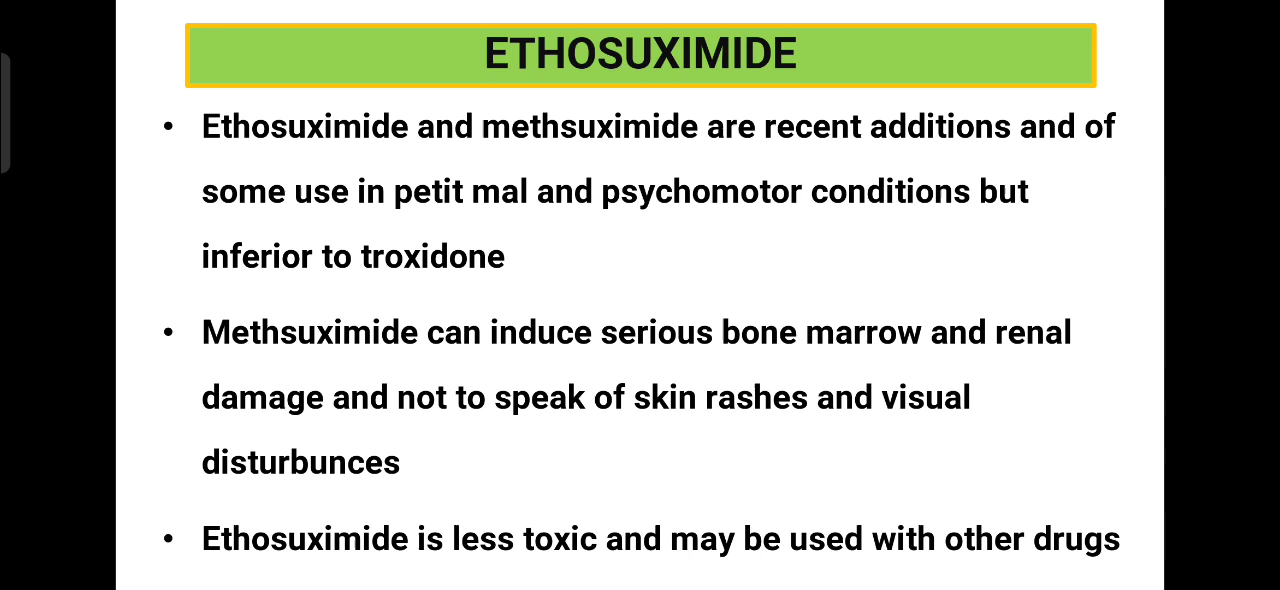 ETHOSUXIMIDE
• Ethosuximide and methsuximide are recent additions and of
some use in petit mal and psychomotor conditions but
inferior to troxidone
• Methsuximide can induce serious bone marrow and renal
damage and not to speak of skin rashes and visual
disturbunces
• Ethosuximide is less toxic and may be used with other drugs